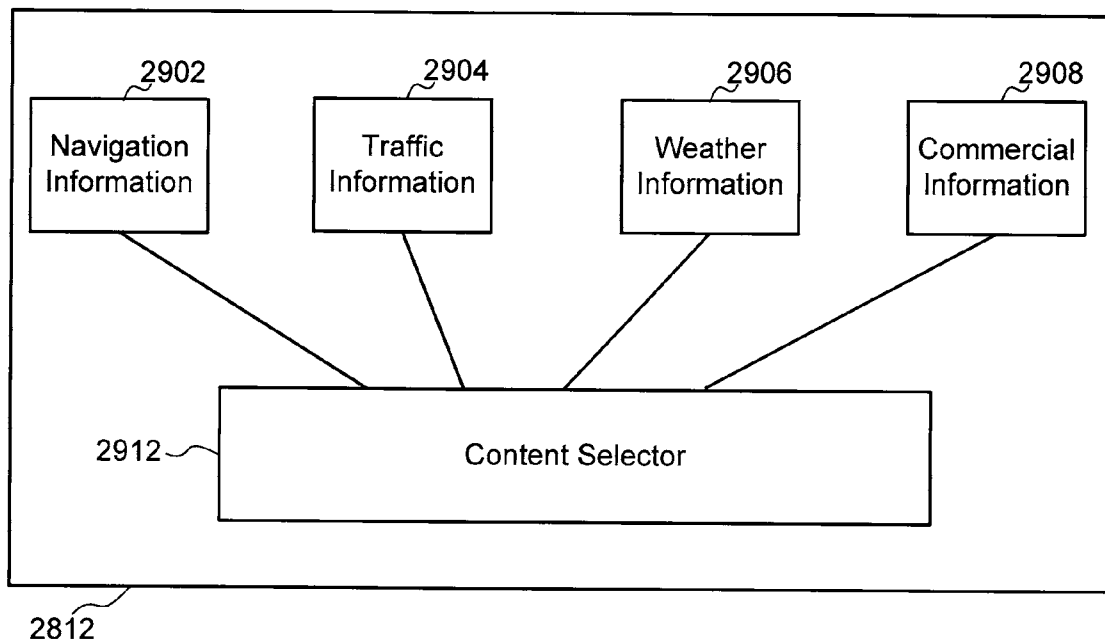 2902
2904
2906
2908
Navigation
Information
Traffic
Information
Weather
Information
Commercial
Information
2912
Content Selector
2812